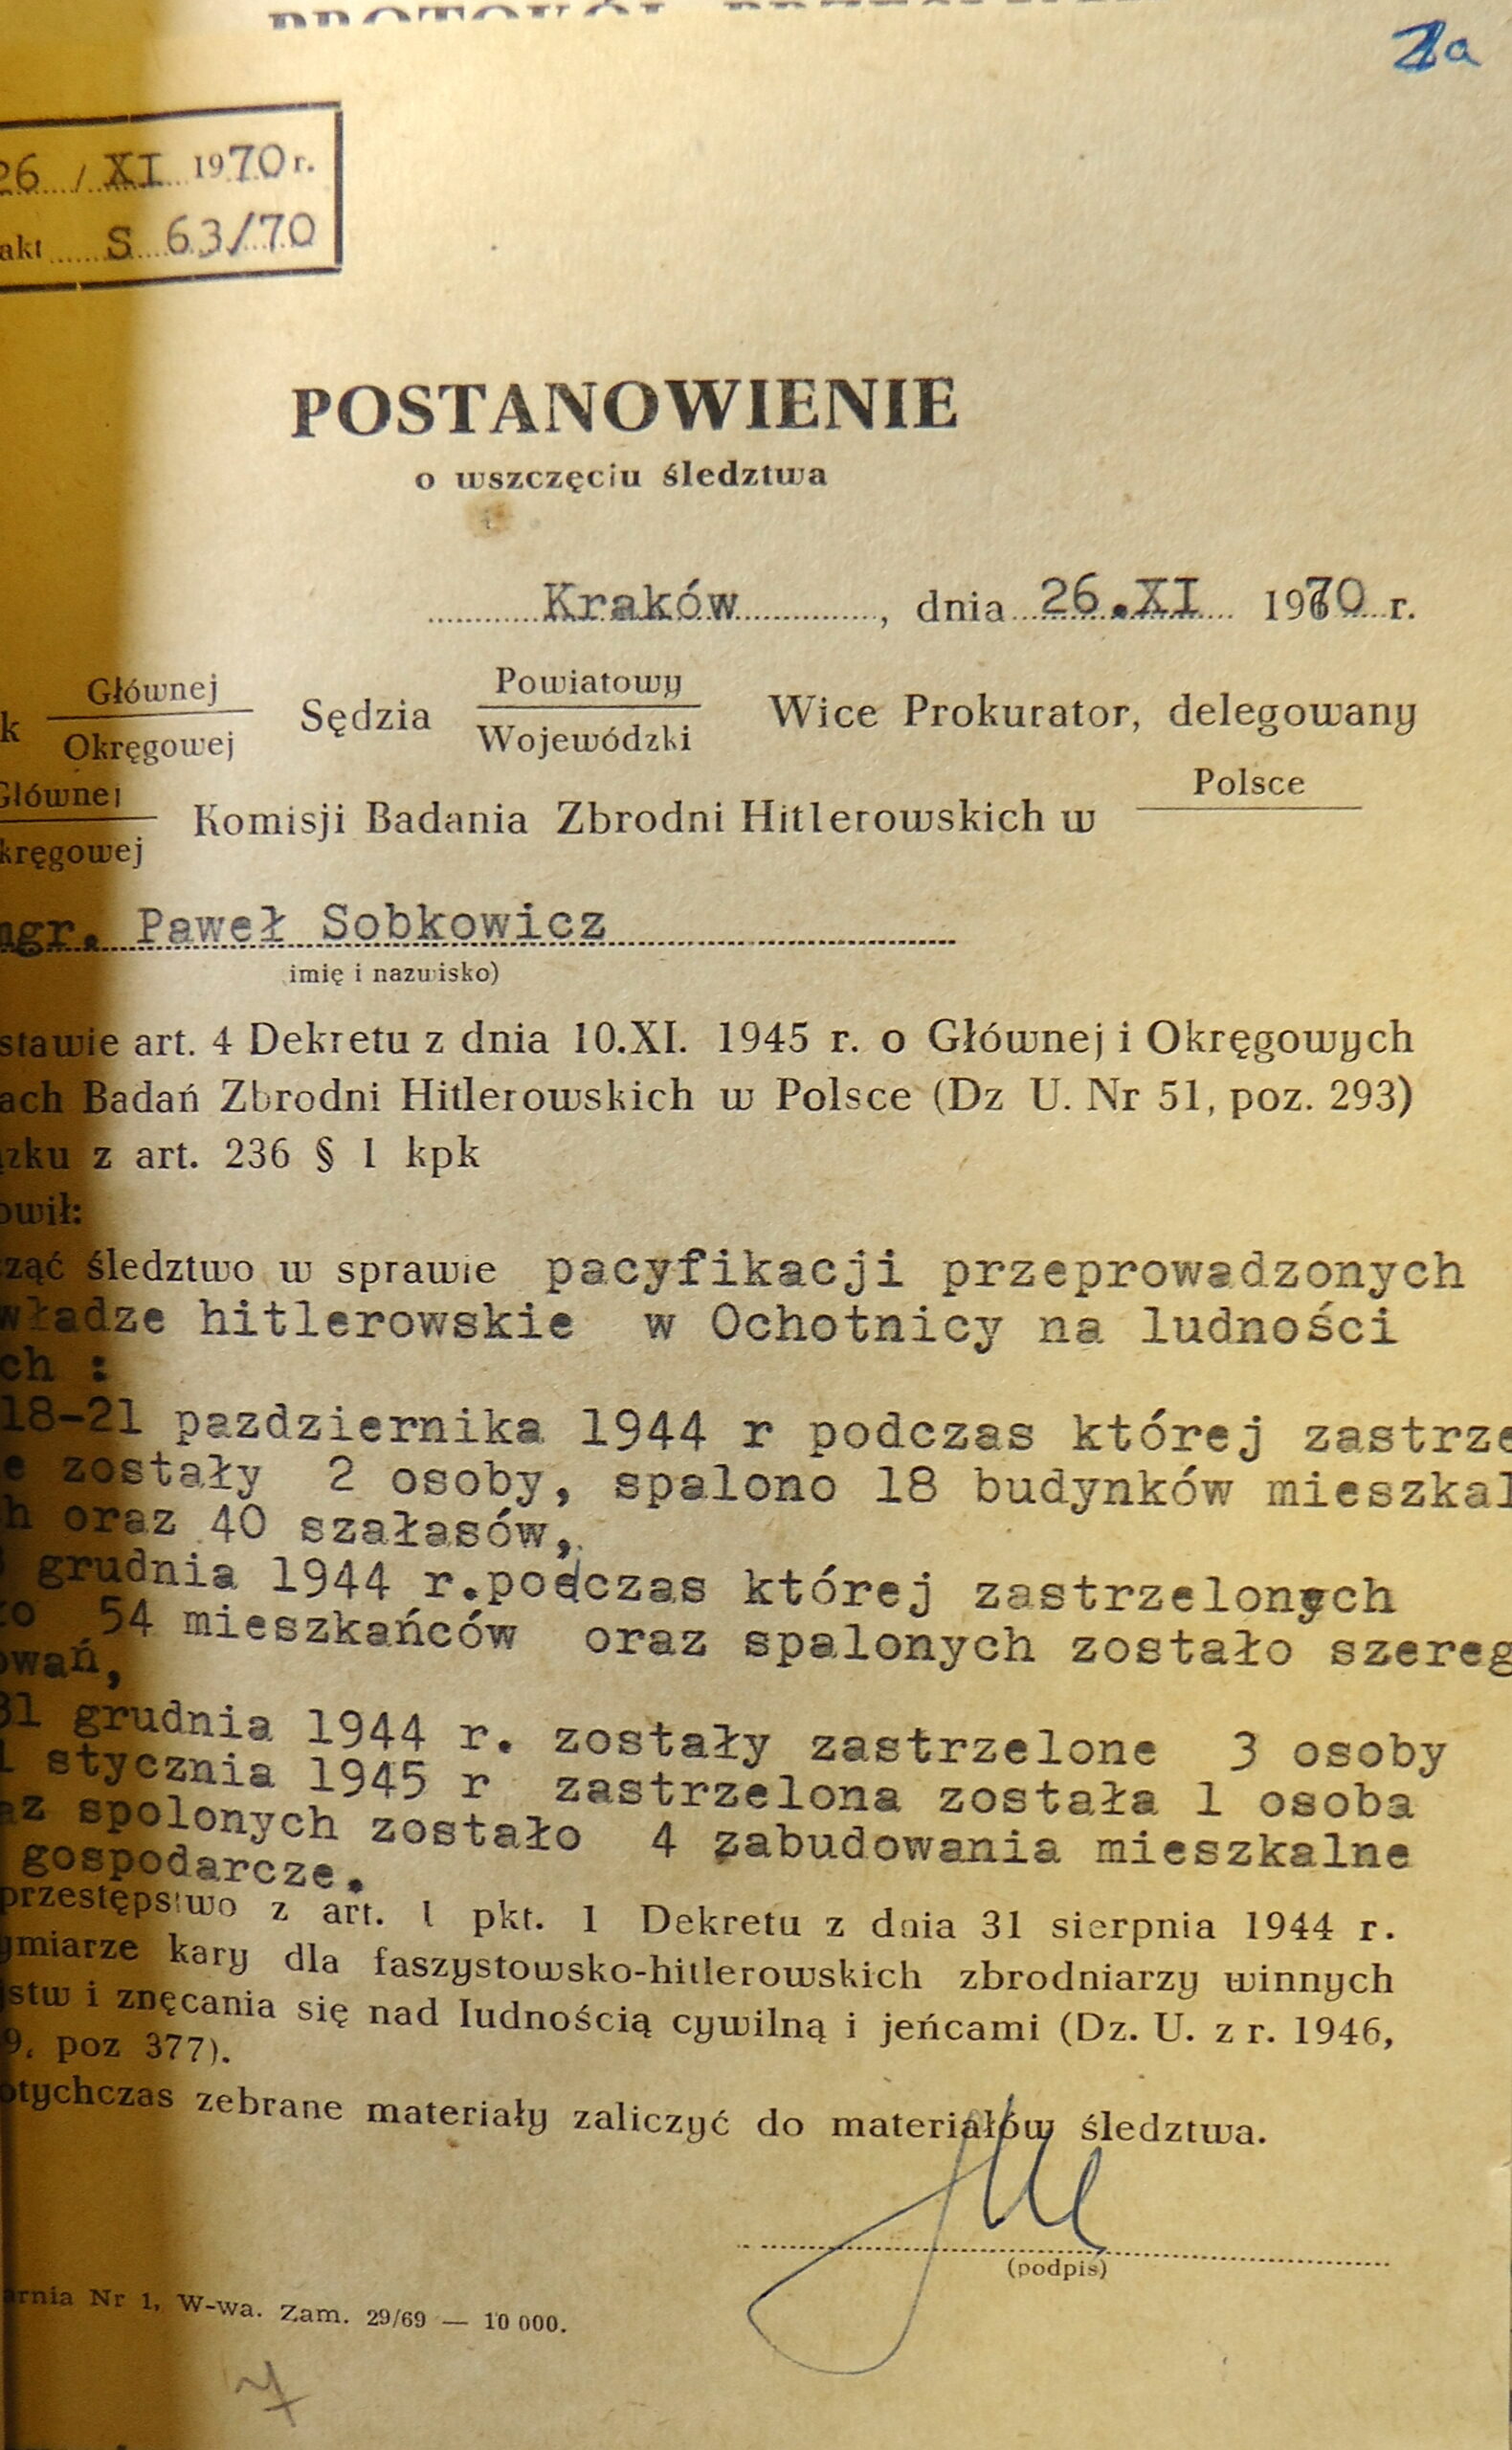 2a
26 / XI 1970 r.
akt S 63/70
POSTANOWIENIE
o wszczęciu śledztwa
Kraków, dnia 26.XI 1970 r.
k Głównej Sędzia Powiatowy Wice Prokurator, delegowany
Okręgowej Wojewódzki
Głównej Komisji Badania Zbrodni Hitlerowskich w Polsce
kręgowej
mgr. Paweł Sobkowicz
imię i nazwisko)
stawie art. 4 Dekretu z dnia 10.XI. 1945 r. o Głównej i Okręgowych
ach Badań Zbrodni Hitlerowskich w Polsce (Dz U. Nr 51, poz. 293)
ązku z art. 236 § 1 kpk
owił:
cząć śledztwo w sprawie pacyfikacji przeprowadzonych
władze hitlerowskie w Ochotnicy na ludności
ch :
18-21 pazdziernika 1944 r podczas której zastrze
e zostały 2 osoby, spalono 18 budynków mieszkal
h oraz 40 szałasów,
grudnia 1944 r.podczas której zastrzelonych
o 54 mieszkańców oraz spalonych zostało szereg
owań,
31 grudnia 1944 r. zostały zastrzelone 3 osoby
1 stycznia 1945 r zastrzelona została 1 osoba
az spolonych zostało 4 zabudowania mieszkalne
gospodarcze.
przestępstwo z art. 1 pkt. 1 Dekretu z dnia 31 sierpnia 1944 r.
ymiarze kary dla faszystowsko-hitlerowskich zbrodniarzy winnych
jstw i znęcania się nad ludnością cywilną i jeńcami (Dz. U. z r. 1946,
9, poz 377).
otychczas zebrane materiały zaliczyć do materiałów śledztwa.
(podpis)
arnia Nr 1, W-wa. Zam. 29/69 — 10 000.